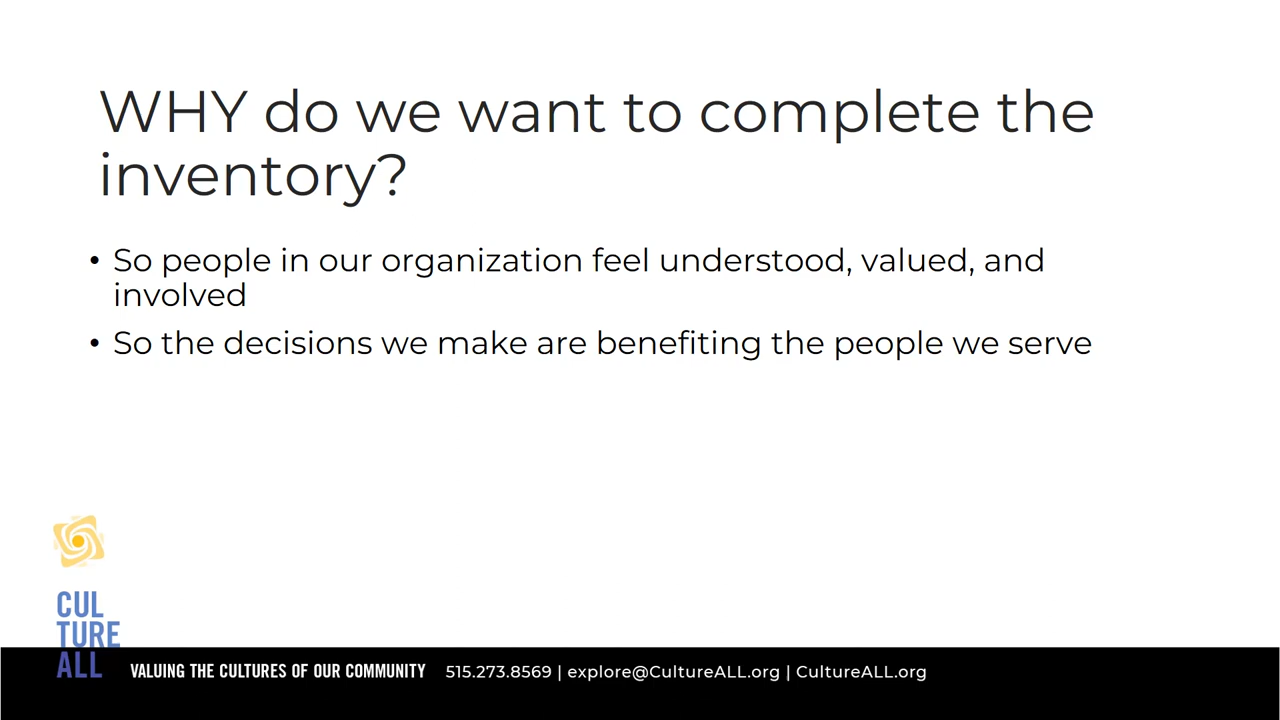 WHY do we want to complete the
inventory?
• So people in our organization feel understood, valued, and
involved
• So the decisions we make are benefiting the people we serve
CUL
TURE
ALL
VALUING THE CULTURES OF OUR COMMUNITY 515.273.8569 | explore@CultureALL.org | CultureALL.org